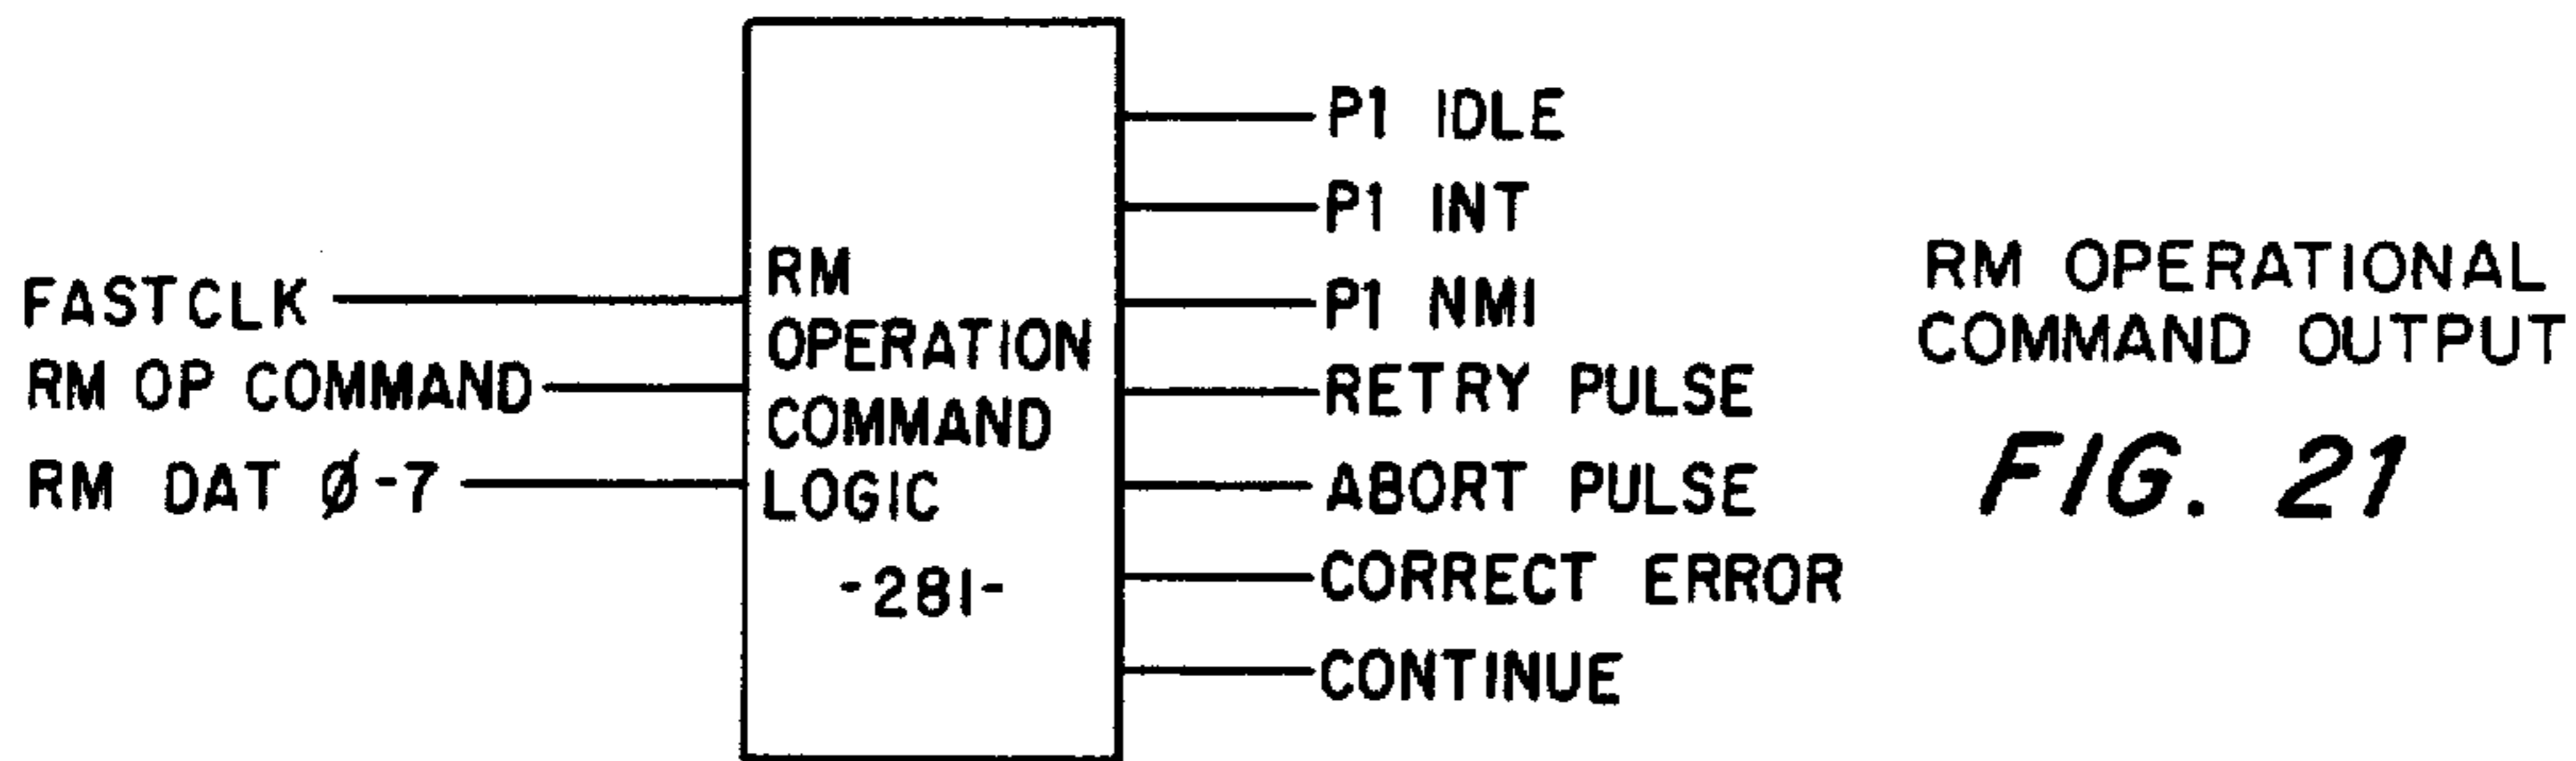 FASTCLK
RM OP COMMAND
RM DAT Ø-7
RM
OPERATION
COMMAND
LOGIC
-281-
P1 IDLE
P1 INT
P1 NMI
RETRY PULSE
ABORT PULSE
CORRECT ERROR
CONTINUE
RM OPERATIONAL
COMMAND OUTPUT
FIG. 21